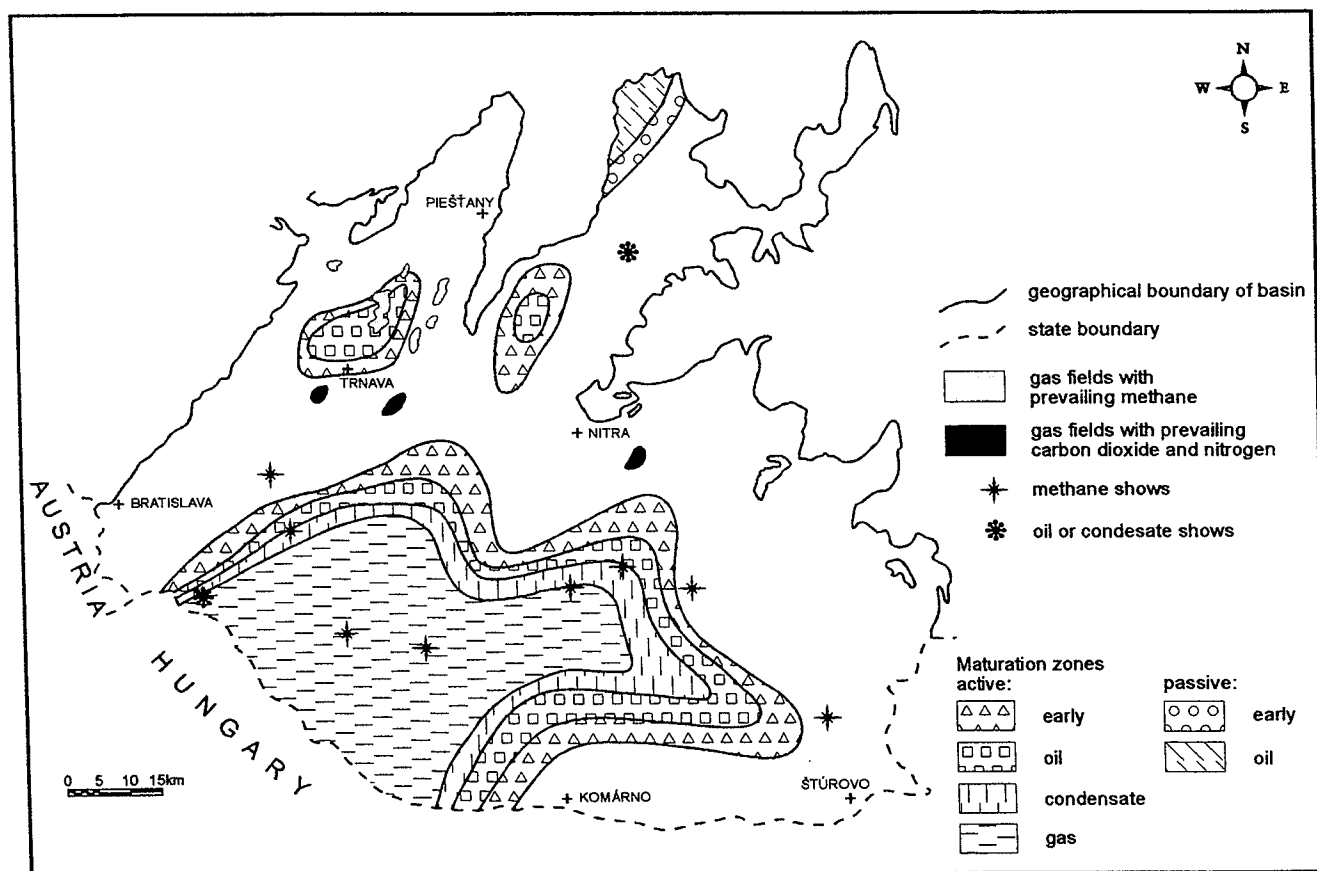 N
W E
S
PIEŠŤANY
TRNAVA
NITRA
BRATISLAVA
AUSTRIA
HUNGARY
KOMÁRNO
ŠTÚROVO
0 5 10 15km
geographical boundary of basin
state boundary
gas fields with
prevailing methane
gas fields with prevailing
carbon dioxide and nitrogen
methane shows
oil or condesate shows
Maturation zones
active: passive:
early early
oil oil
condensate
gas